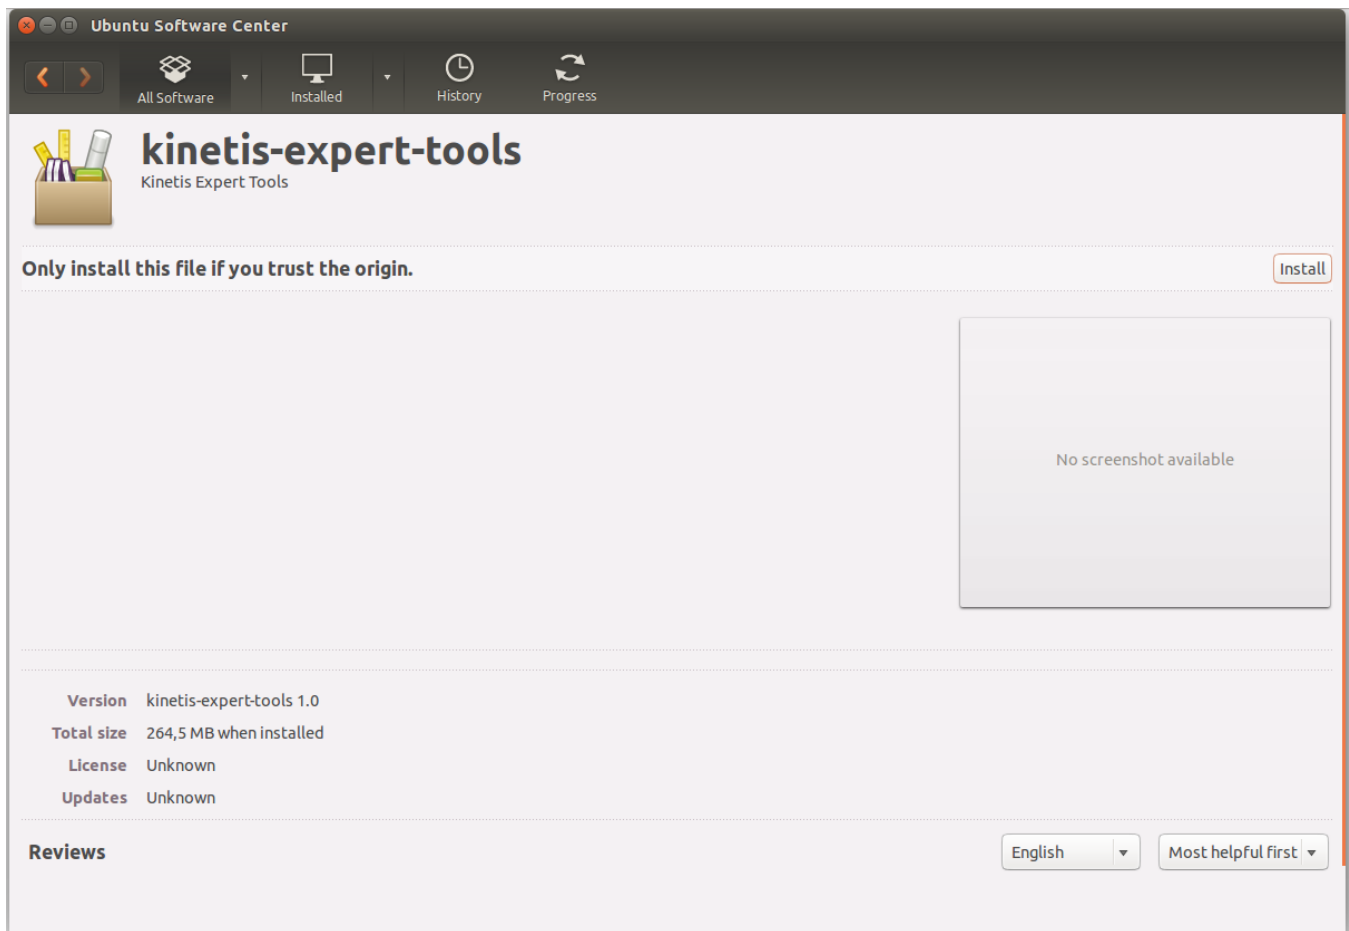 Ubuntu Software Center
All Software
Installed
History
Progress
kinetis-expert-tools
Kinetis Expert Tools
Only install this file if you trust the origin.
Install
No screenshot available
Version kinetis-expert-tools 1.0
Total size 264,5 MB when installed
License Unknown
Updates Unknown
Reviews
English
Most helpful first